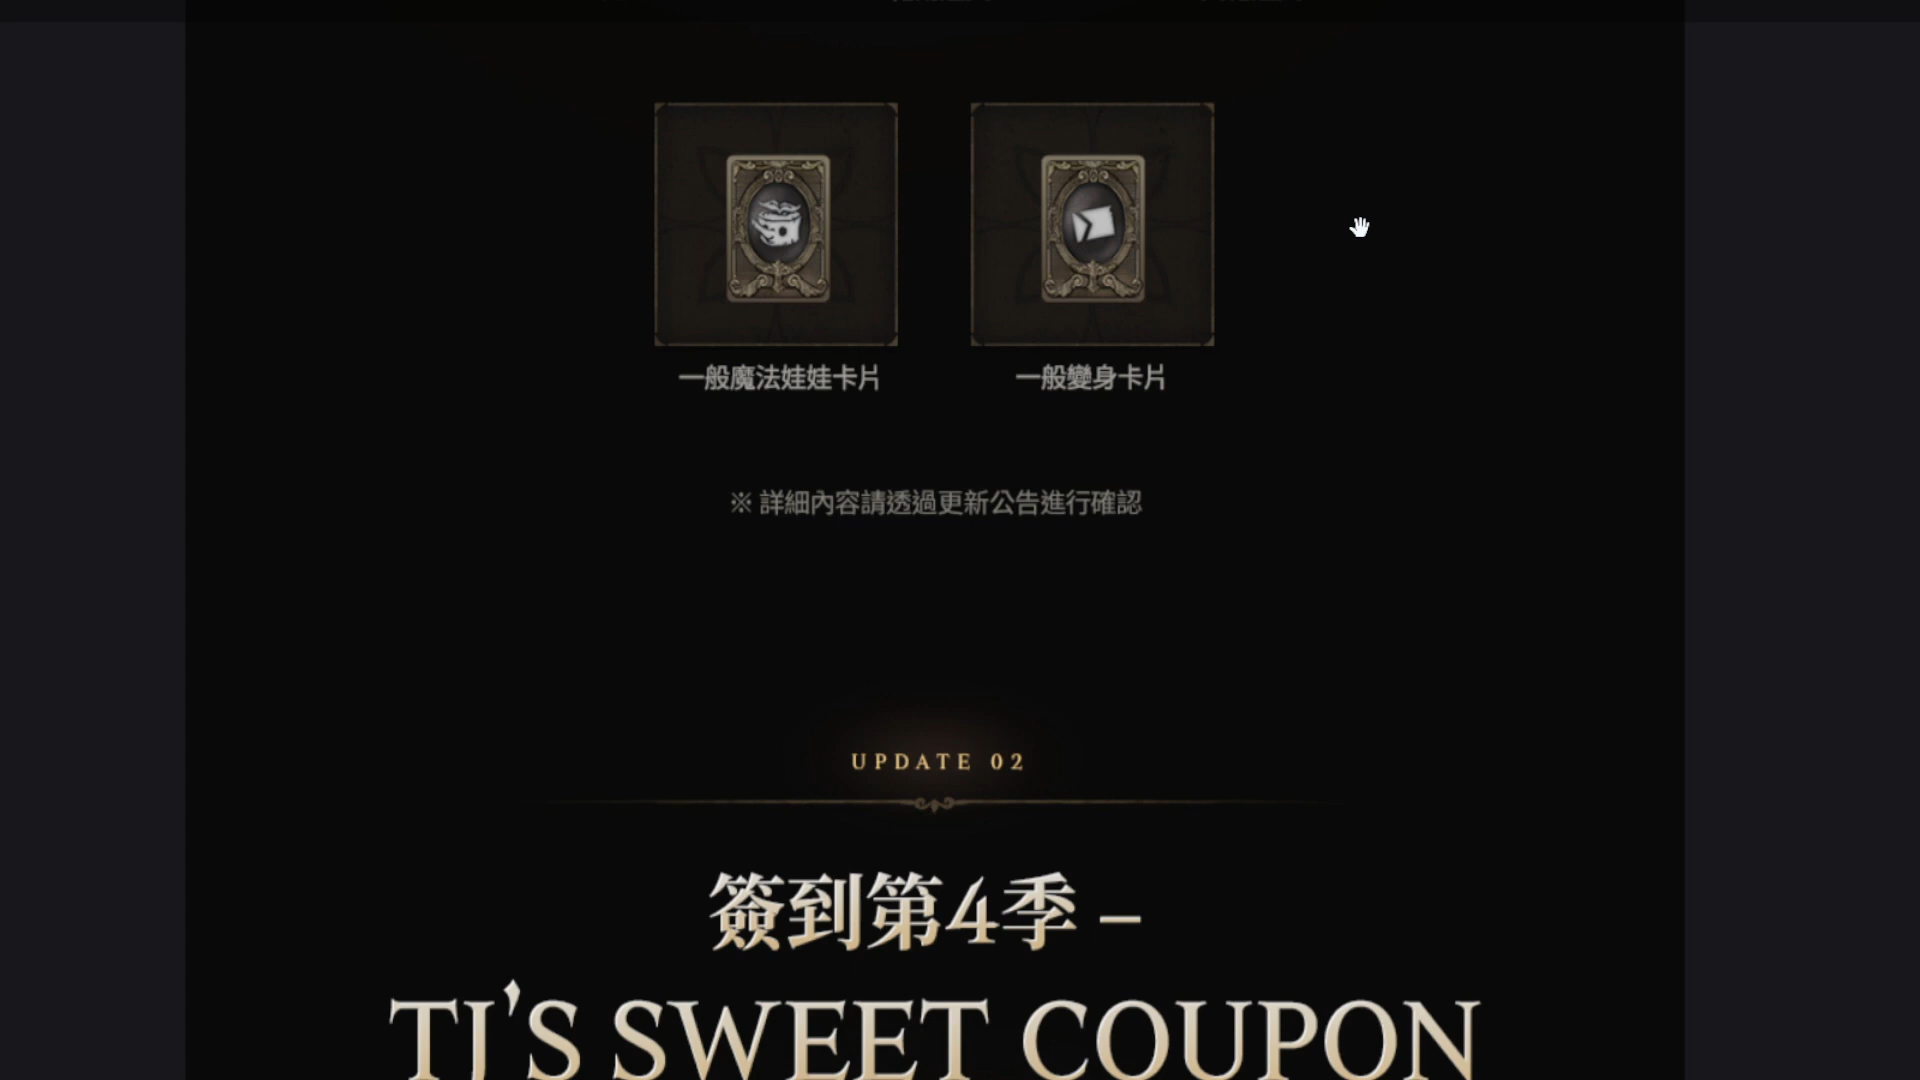 一般魔法娃娃卡片 一般變身卡片
※ 詳細內容請透過更新公告進行確認
UPDATE 02
簽到第4季 –
TJ'S SWEET COUPON